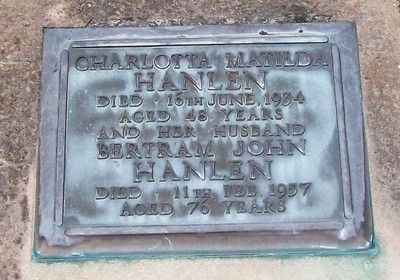 CHARLOTTA MATILDA
HANLEN
DIED · 16TH JUNE, 1934
AGED 48 YEARS
AND HER HUSBAND
BERTRAM JOHN
HANLEN
DIED · 11TH FEB. 1957
AGED 76 YEARS